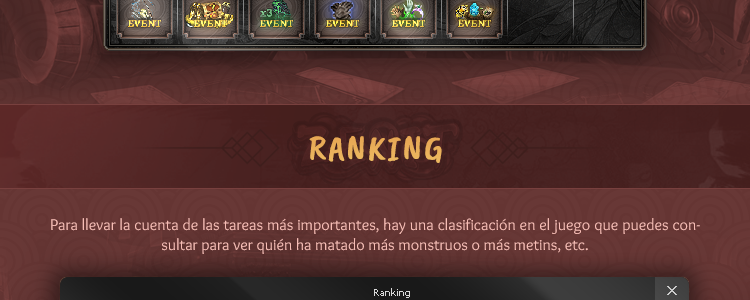 EVENT EVENT x3 EVENT EVENT EVENT EVENT
RANKING
Para llevar la cuenta de las tareas más importantes, hay una clasificación en el juego que puedes con-
sultar para ver quién ha matado más monstruos o más metins, etc.
Ranking